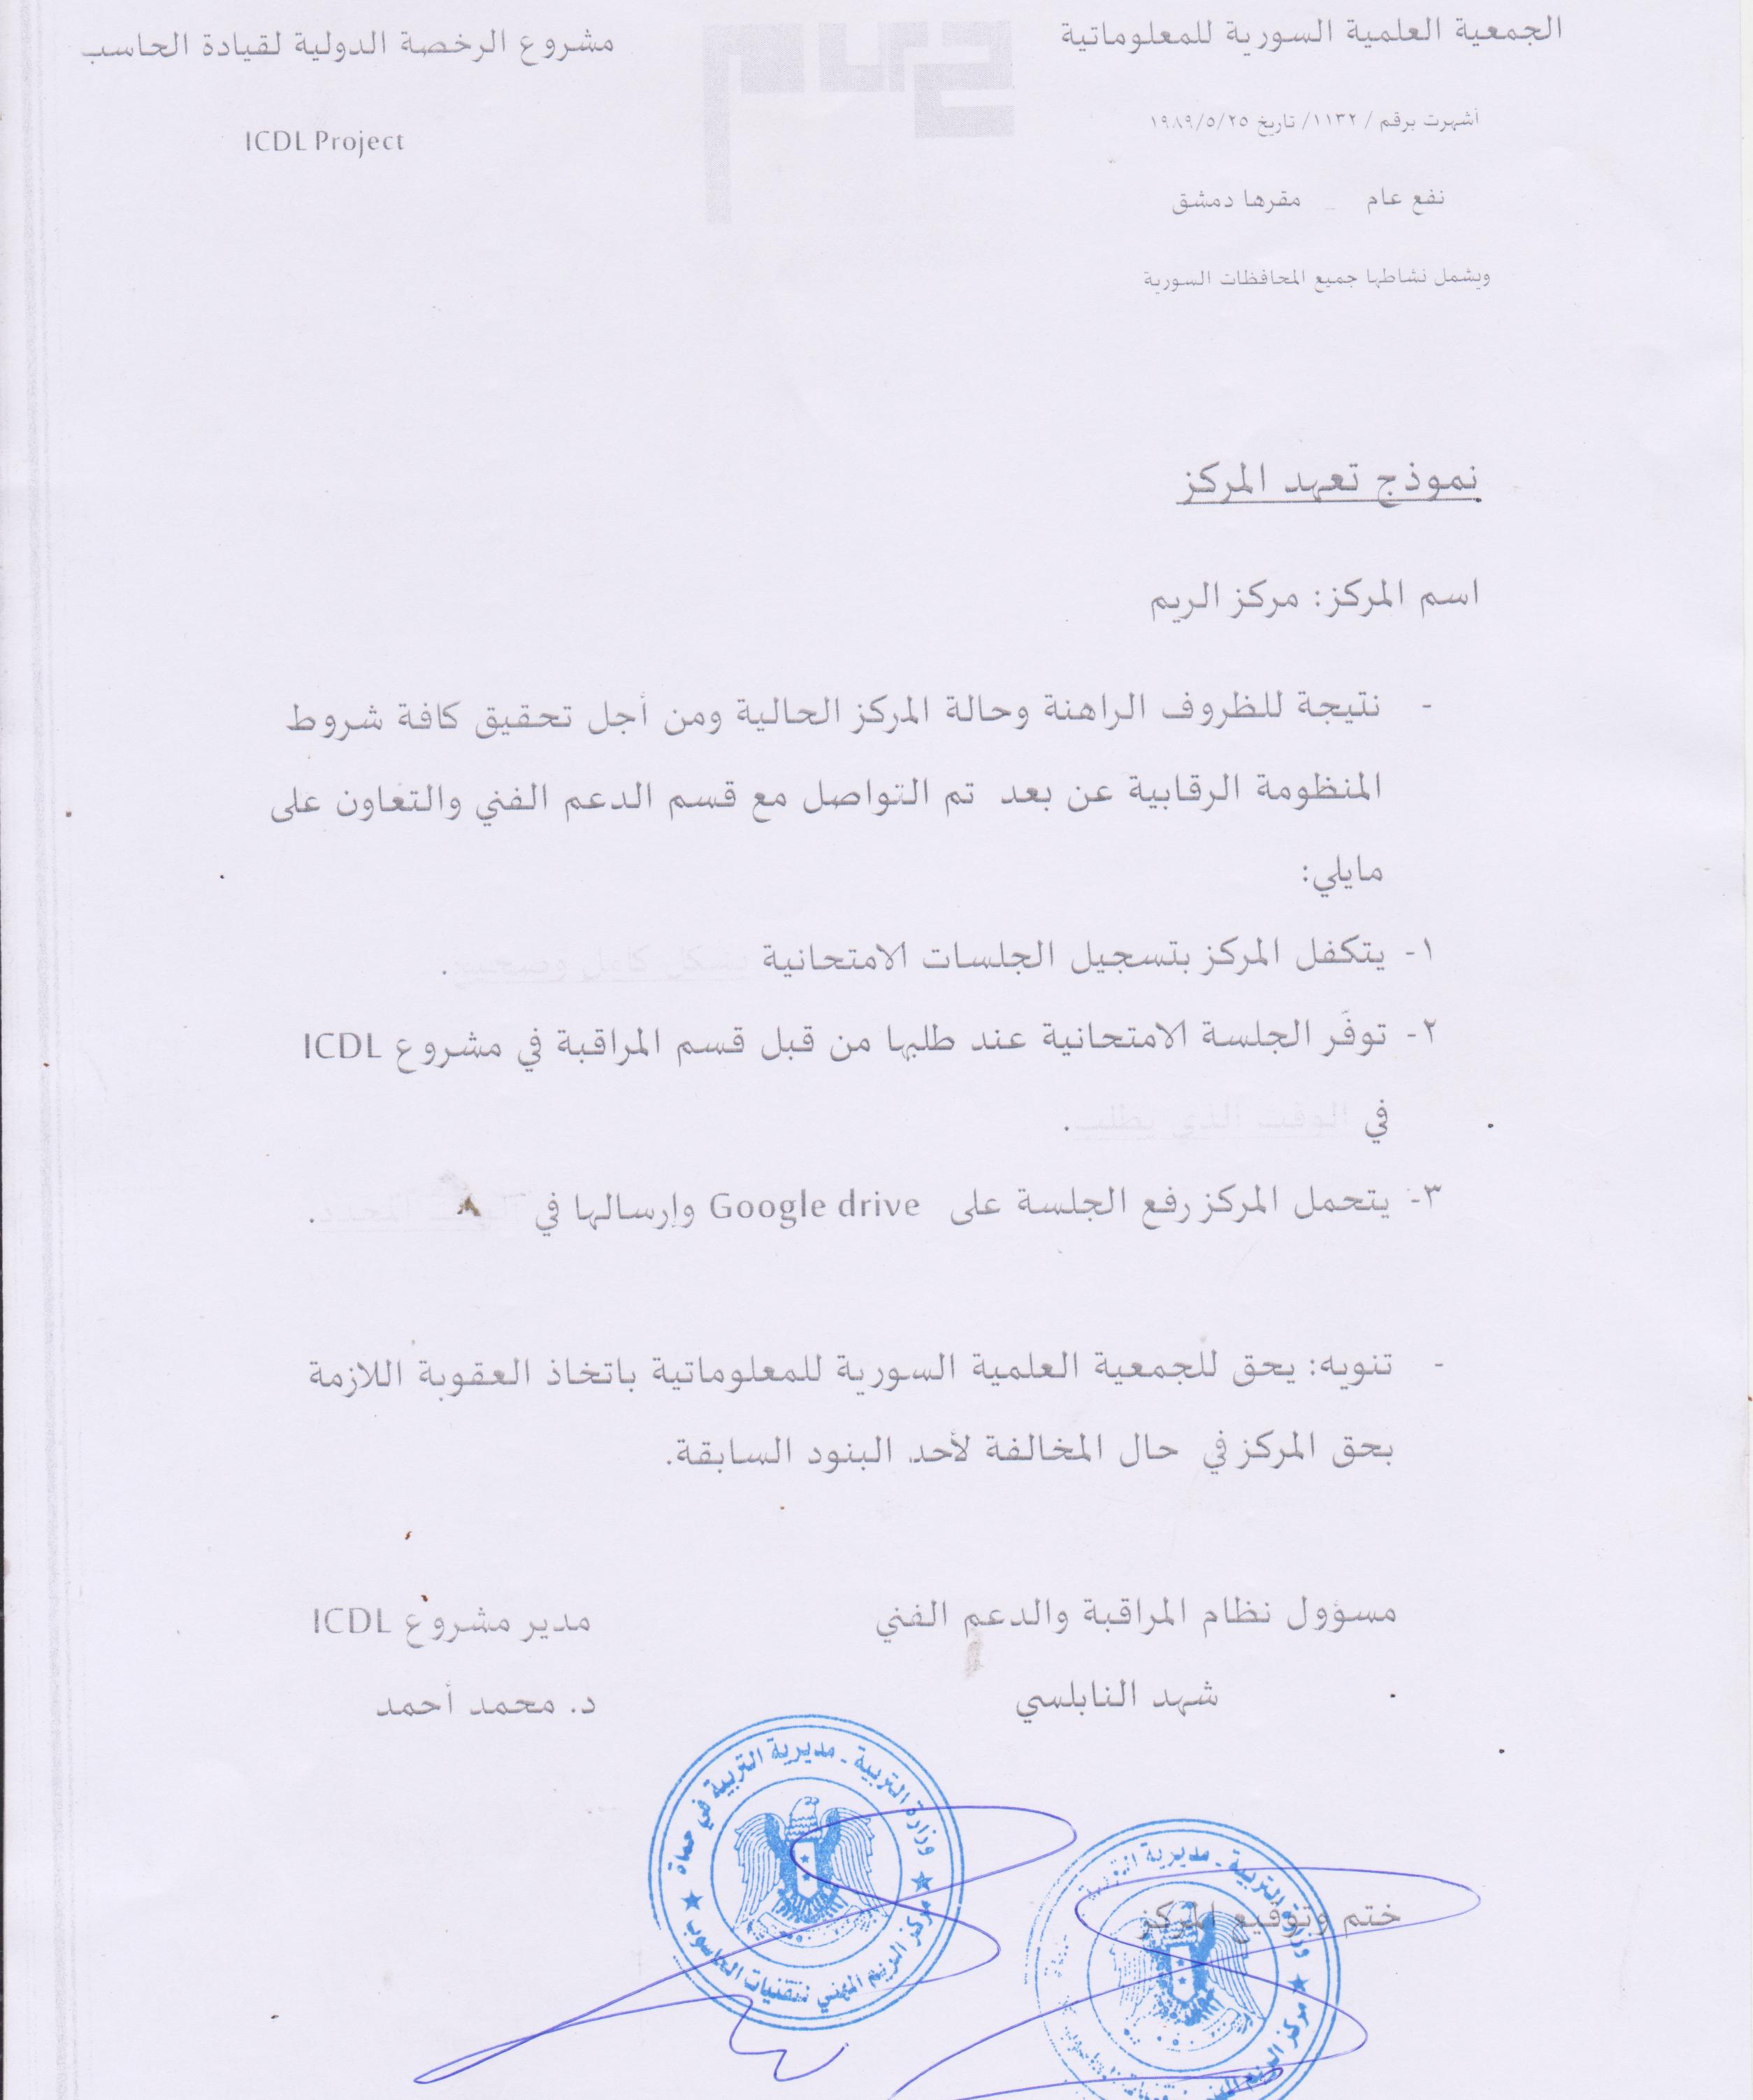 الجمعية العلمية السورية للمعلوماتية
مشروع الرخصة الدولية لقيادة الحاسب
أشهرت برقم / ١١٣٢/ تاريخ ١٩٨٩/٥/٢٥
ICDL Project
نفع عام _ مقرها دمشق
ويشمل نشاطها جميع المحافظات السورية
نموذج تعهد المركز
اسم المركز: مركز الريم
- نتيجة للظروف الراهنة وحالة المركز الحالية ومن أجل تحقيق كافة شروط
المنظومة الرقابية عن بعد تم التواصل مع قسم الدعم الفني والتعاون على
مايلي:
١- يتكفل المركز بتسجيل الجلسات الامتحانية بشكل كامل وصحيح.
٢- توفَر الجلسة الامتحانية عند طلبها من قبل قسم المراقبة في مشروع ICDL
في الوقت الذي يطلب.
٣- يتحمل المركز رفع الجلسة على Google drive وإرسالها في الوقت المحدد.
- تنويه: يحق للجمعية العلمية السورية للمعلوماتية باتخاذ العقوبة اللازمة
بحق المركز في حال المخالفة لأحد البنود السابقة.
مسؤول نظام المراقبة والدعم الفني
مدير مشروع ICDL
شهد النابلسي
د. محمد أحمد
وزارة التربية - مديرية التربية في حماة
مركز الريم المهني لتقنيات الحاسوب
ختم وتوقيع المركز
وزارة التربية - مديرية التربية
مركز الريم المهني